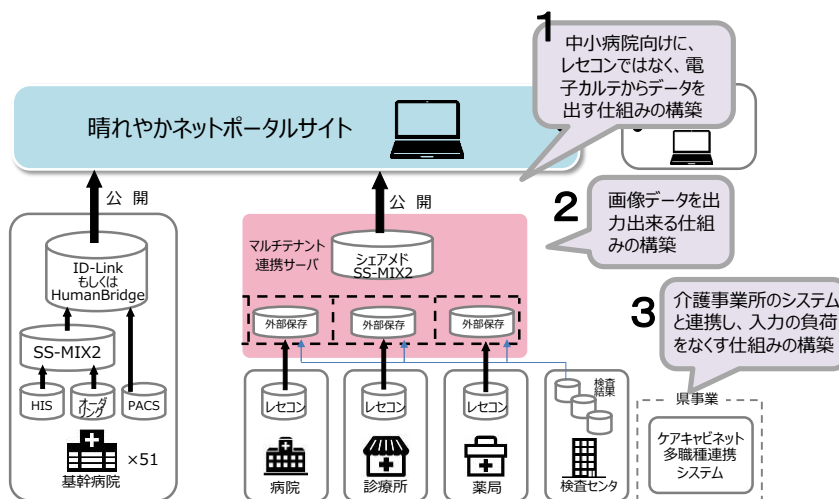 1
中小病院向けに、
レセコンではなく、電
子カルテからデータを
出す仕組みの構築
晴れやかネットポータルサイト
公 開
公 開
2
画像データを出
力出来る仕組
みの構築
マルチテナント
連携サーバ
シェアメド
SS-MIX2
ID-Link
もしくは
HumanBridge
3
介護事業所のシステム
と連携し、入力の負荷
をなくす仕組みの構築
外部保存
外部保存
外部保存
SS-MIX2
HIS
オーダ
リング
PACS
レセコン
レセコン
レセコン
検査
結果
県事業
×51
基幹病院
病院
診療所
薬局
検査センタ
ケアキャビネット
多職種連携
システム